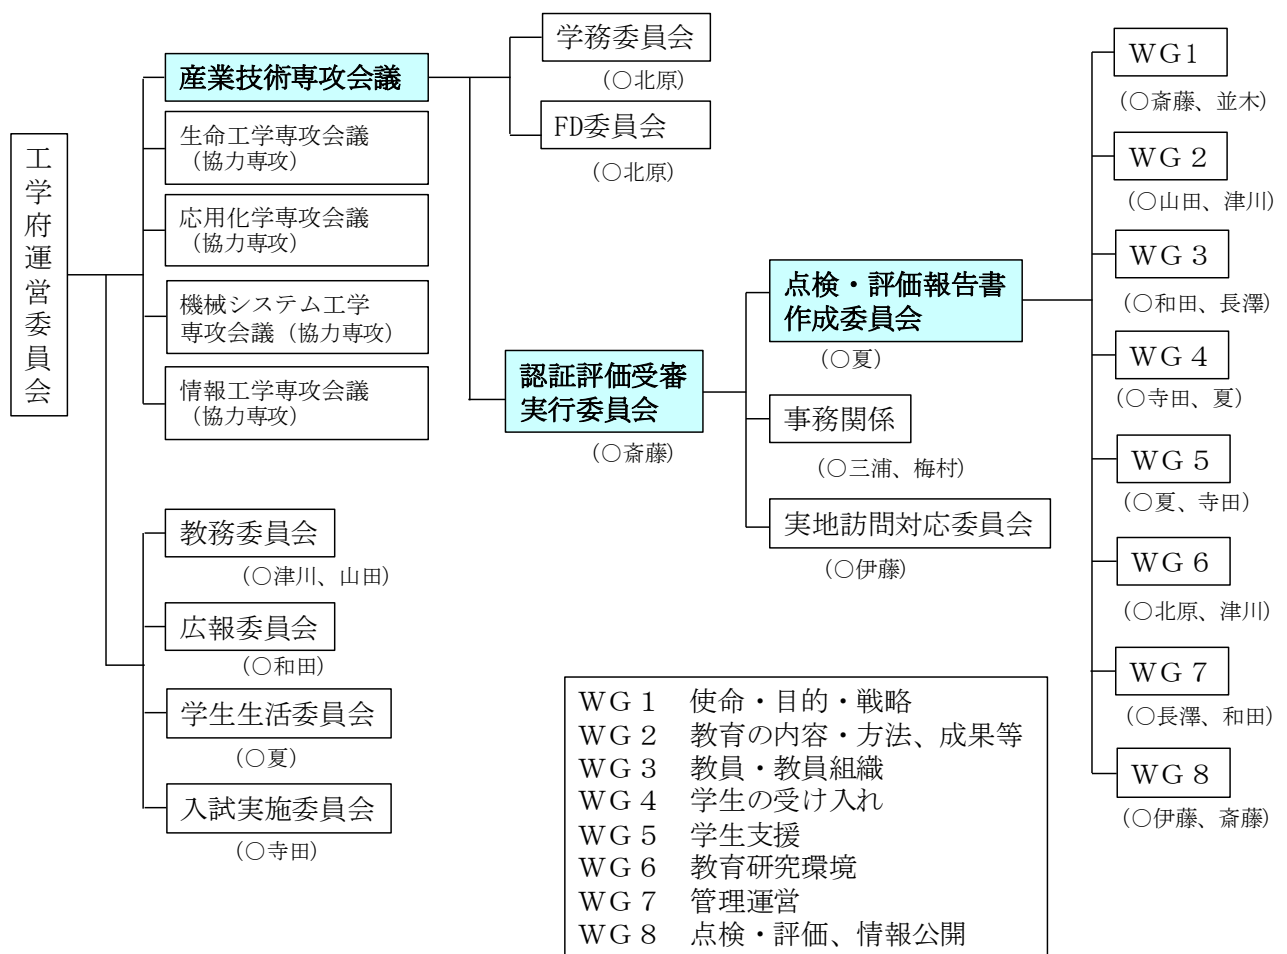 工学府運営委員会
産業技術専攻会議
生命工学専攻会議
（協力専攻）
応用化学専攻会議
（協力専攻）
機械システム工学
専攻会議（協力専攻）
情報工学専攻会議
（協力専攻）
教務委員会
（○津川、山田）
広報委員会
（○和田）
学生生活委員会
（○夏）
入試実施委員会
（○寺田）
学務委員会
（○北原）
FD委員会
（○北原）
認証評価受審
実行委員会
（○斎藤）
点検・評価報告書
作成委員会
（○夏）
事務関係
（○三浦、梅村）
実地訪問対応委員会
（○伊藤）
ＷＧ１
（○斎藤、並木）
ＷＧ２
（○山田、津川）
ＷＧ３
（○和田、長澤）
ＷＧ４
（○寺田、夏）
ＷＧ５
（○夏、寺田）
ＷＧ６
（○北原、津川）
ＷＧ７
（○長澤、和田）
ＷＧ８
（○伊藤、斎藤）
ＷＧ１　使命・目的・戦略
ＷＧ２　教育の内容・方法、成果等
ＷＧ３　教員・教員組織
ＷＧ４　学生の受け入れ
ＷＧ５　学生支援
ＷＧ６　教育研究環境
ＷＧ７　管理運営
ＷＧ８　点検・評価、情報公開